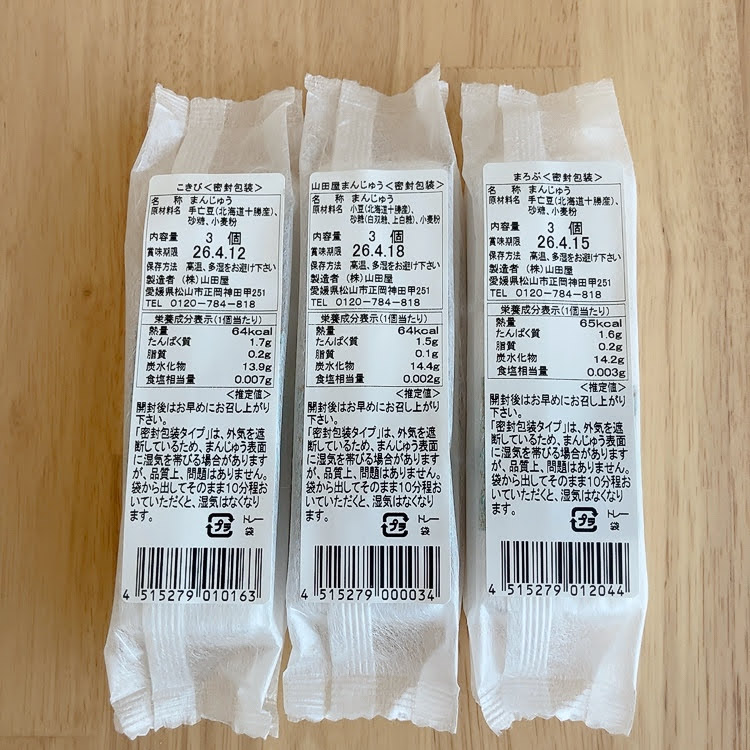 こきび<密封包装>
名 称 まんじゅう
原材料名 手亡豆(北海道十勝産)、
砂糖、小麦粉
内容量 3 個
賞味期限 26.4.12
保存方法 高温、多湿をお避け下さい
製造者 (株)山田屋
愛媛県松山市正岡神田甲251
TEL 0120-784-818
栄養成分表示(1個当たり)
熱量 64kcal
たんぱく質 1.7g
脂質 0.2g
炭水化物 13.9g
食塩相当量 0.007g
<推定値>
開封後はお早めにお召し上がり
下さい。
「密封包装タイプ」は、外気を遮
断しているため、まんじゅう表面
に湿気を帯びる場合があります
が、品質上、問題はありません。
袋から出してそのまま10分程お
いていただくと、湿気はなくなり
ます。
プラ
トレー
袋
4 515279 010163
山田屋まんじゅう<密封包装>
名 称 まんじゅう
原材料名 小豆(北海道十勝産)、
砂糖(白双糖、上白糖)、小麦粉
内容量 3 個
賞味期限 26.4.18
保存方法 高温、多湿をお避け下さい
製造者 (株)山田屋
愛媛県松山市正岡神田甲251
TEL 0120-784-818
栄養成分表示(1個当たり)
熱量 64kcal
たんぱく質 1.5g
脂質 0.1g
炭水化物 14.4g
食塩相当量 0.002g
<推定値>
開封後はお早めにお召し上がり
下さい。
「密封包装タイプ」は、外気を遮
断しているため、まんじゅう表面
に湿気を帯びる場合があります
が、品質上、問題はありません。
袋から出してそのまま10分程お
いていただくと、湿気はなくなり
ます。
プラ
トレー
袋
4 515279 000034
まろぶ<密封包装>
名 称 まんじゅう
原材料名 手亡豆(北海道十勝産)、
砂糖、小麦粉
内容量 3 個
賞味期限 26.4.15
保存方法 高温、多湿をお避け下さい
製造者 (株)山田屋
愛媛県松山市正岡神田甲251
TEL 0120-784-818
栄養成分表示(1個当たり)
熱量 65kcal
たんぱく質 1.6g
脂質 0.2g
炭水化物 14.2g
食塩相当量 0.003g
<推定値>
開封後はお早めにお召し上がり
下さい。
「密封包装タイプ」は、外気を遮
断しているため、まんじゅう表面
に湿気を帯びる場合があります
が、品質上、問題はありません。
袋から出してそのまま10分程お
いていただくと、湿気はなくなり
ます。
プラ
トレー
袋
4 515279 012044